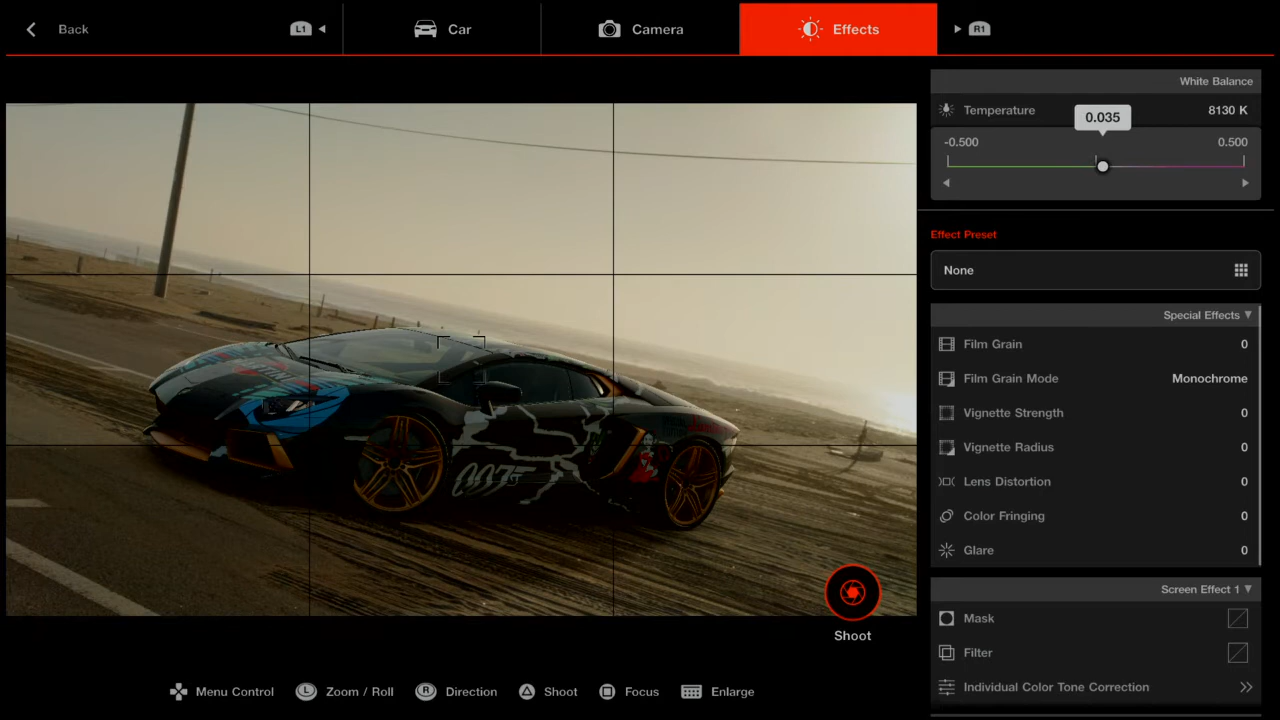 Back
L1
Car
Camera
Effects
R1
White Balance
Temperature
8130 K
0.035
-0.500
0.500
Effect Preset
None
Special Effects
Film Grain
0
Film Grain Mode
Monochrome
Vignette Strength
0
Vignette Radius
0
Lens Distortion
0
Color Fringing
0
Glare
0
Screen Effect 1
Mask
Filter
Individual Color Tone Correction
007
Shoot
Menu Control
L
Zoom / Roll
R
Direction
Shoot
Focus
Enlarge